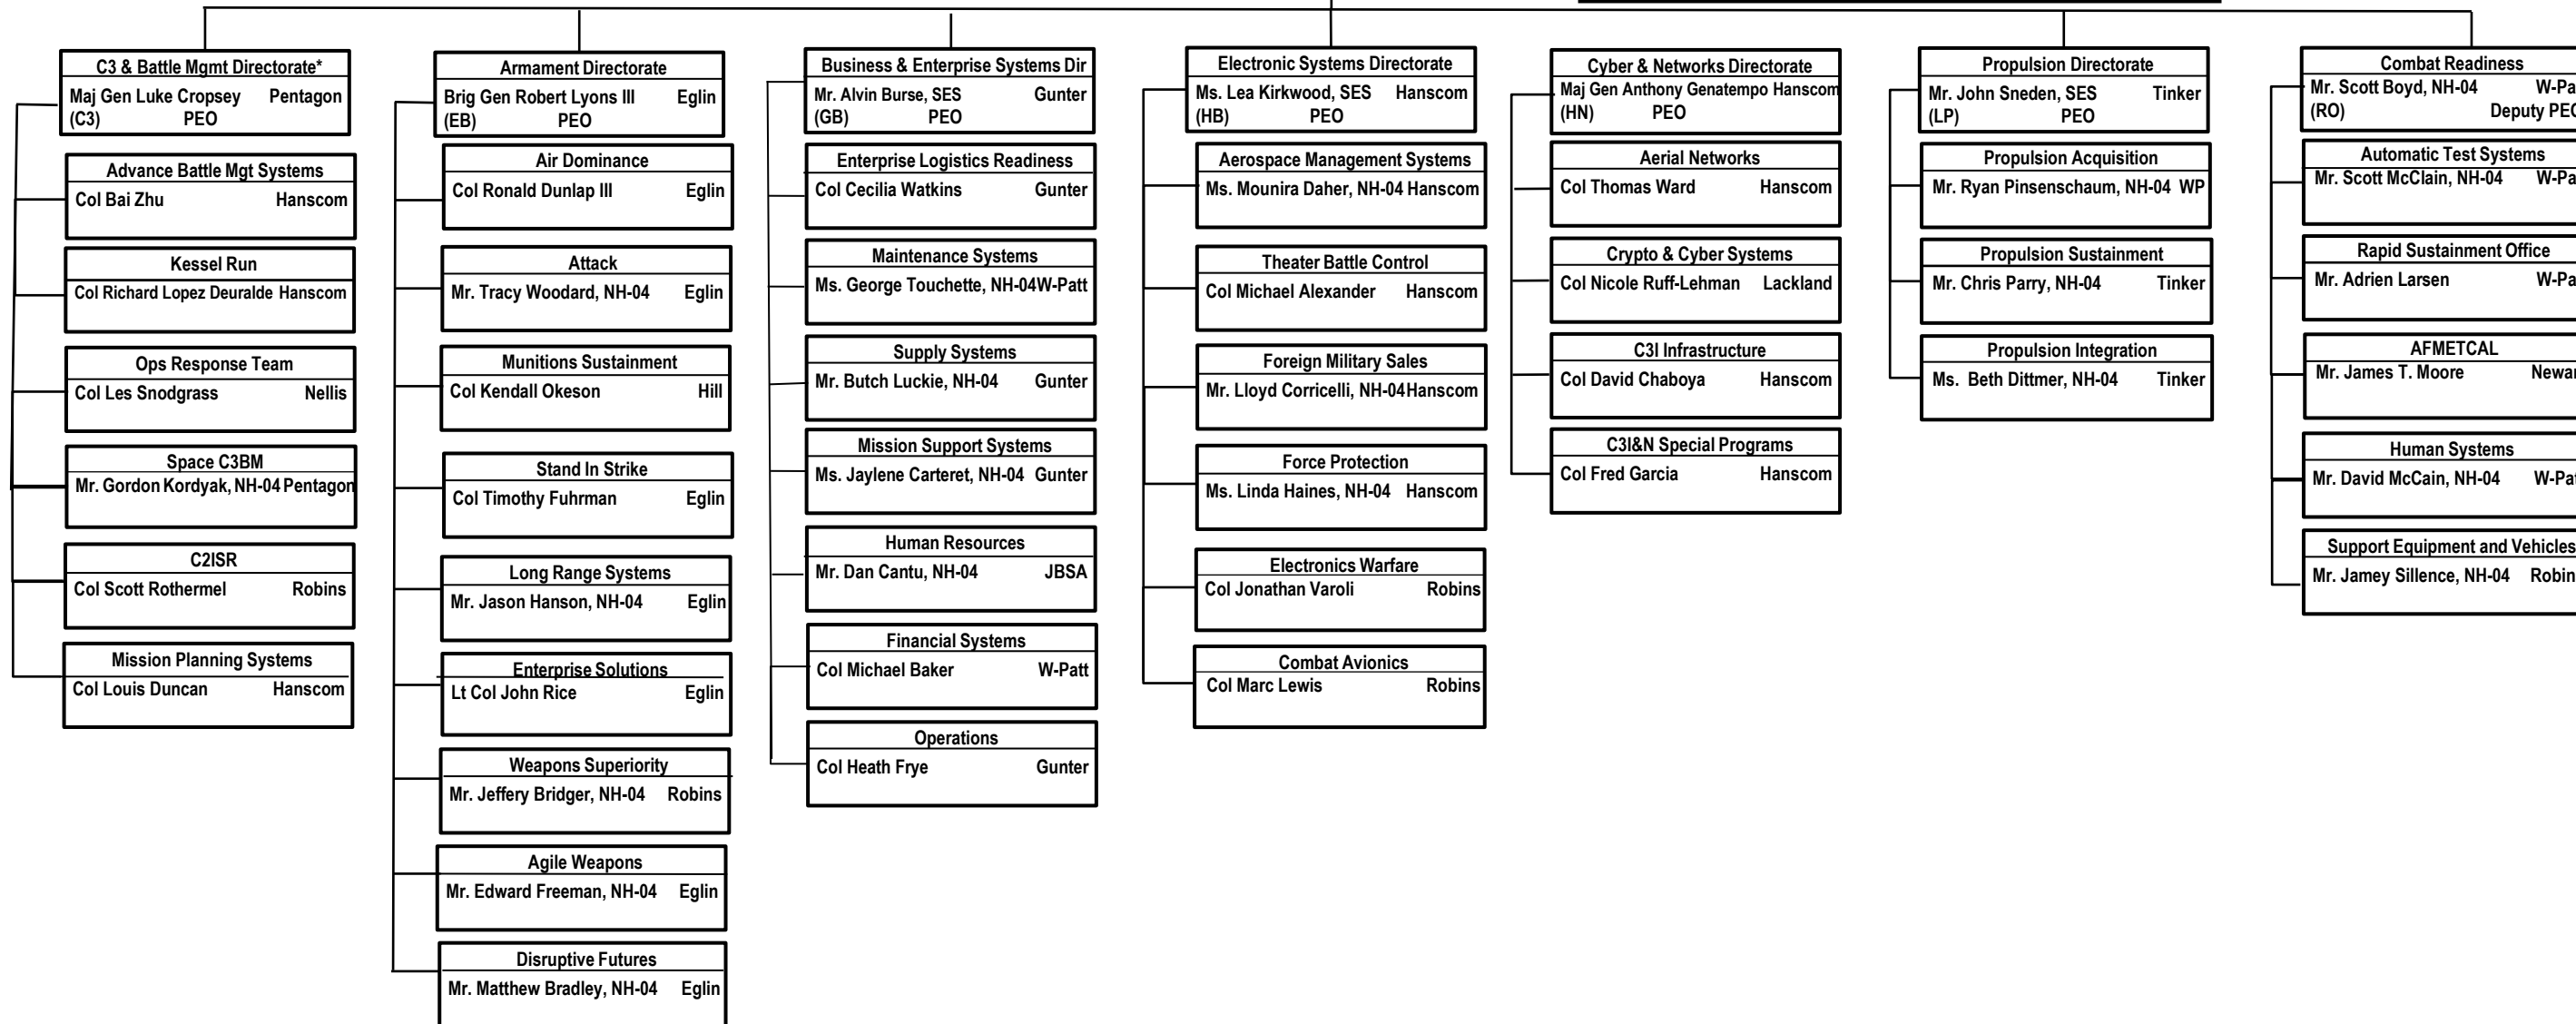 C3 & Battle Mgmt Directorate*
Maj Gen Luke Cropsey Pentagon
(C3) PEO
Advance Battle Mgt Systems
Col Bai Zhu Hanscom
Kessel Run
Col Richard Lopez Deuralde Hanscom
Ops Response Team
Col Les Snodgrass Nellis
Space C3BM
Mr. Gordon Kordyak, NH-04 Pentagon
C2ISR
Col Scott Rothermel Robins
Mission Planning Systems
Col Louis Duncan Hanscom
Armament Directorate
Brig Gen Robert Lyons III Eglin
(EB) PEO
Air Dominance
Col Ronald Dunlap III Eglin
Attack
Mr. Tracy Woodard, NH-04 Eglin
Munitions Sustainment
Col Kendall Okeson Hill
Stand In Strike
Col Timothy Fuhrman Eglin
Long Range Systems
Mr. Jason Hanson, NH-04 Eglin
Enterprise Solutions
Lt Col John Rice Eglin
Weapons Superiority
Mr. Jeffery Bridger, NH-04 Robins
Agile Weapons
Mr. Edward Freeman, NH-04 Eglin
Disruptive Futures
Mr. Matthew Bradley, NH-04 Eglin
Business & Enterprise Systems Dir
Mr. Alvin Burse, SES Gunter
(GB) PEO
Enterprise Logistics Readiness
Col Cecilia Watkins Gunter
Maintenance Systems
Ms. George Touchette, NH-04W-Patt
Supply Systems
Mr. Butch Luckie, NH-04 Gunter
Mission Support Systems
Ms. Jaylene Carteret, NH-04 Gunter
Human Resources
Mr. Dan Cantu, NH-04 JBSA
Financial Systems
Col Michael Baker W-Patt
Operations
Col Heath Frye Gunter
Electronic Systems Directorate
Ms. Lea Kirkwood, SES Hanscom
(HB) PEO
Aerospace Management Systems
Ms. Mounira Daher, NH-04 Hanscom
Theater Battle Control
Col Michael Alexander Hanscom
Foreign Military Sales
Mr. Lloyd Corricelli, NH-04Hanscom
Force Protection
Ms. Linda Haines, NH-04 Hanscom
Electronics Warfare
Col Jonathan Varoli Robins
Combat Avionics
Col Marc Lewis Robins
Cyber & Networks Directorate
Maj Gen Anthony Genatempo Hanscom
(HN) PEO
Aerial Networks
Col Thomas Ward Hanscom
Crypto & Cyber Systems
Col Nicole Ruff-Lehman Lackland
C3I Infrastructure
Col David Chaboya Hanscom
C3I&N Special Programs
Col Fred Garcia Hanscom
Propulsion Directorate
Mr. John Sneden, SES Tinker
(LP) PEO
Propulsion Acquisition
Mr. Ryan Pinsenschaum, NH-04 WP
Propulsion Sustainment
Mr. Chris Parry, NH-04 Tinker
Propulsion Integration
Ms. Beth Dittmer, NH-04 Tinker
Combat Readiness
Mr. Scott Boyd, NH-04
(RO) Deputy
Automatic Test Systems
Mr. Scott McClain, NH-04
Rapid Sustainment Office
Mr. Adrien Larsen
AFMETCAL
Mr. James T. Moore
Human Systems
Mr. David McCain, NH-04
Support Equipment and Vehicles
Mr. Jamey Sillence, NH-04